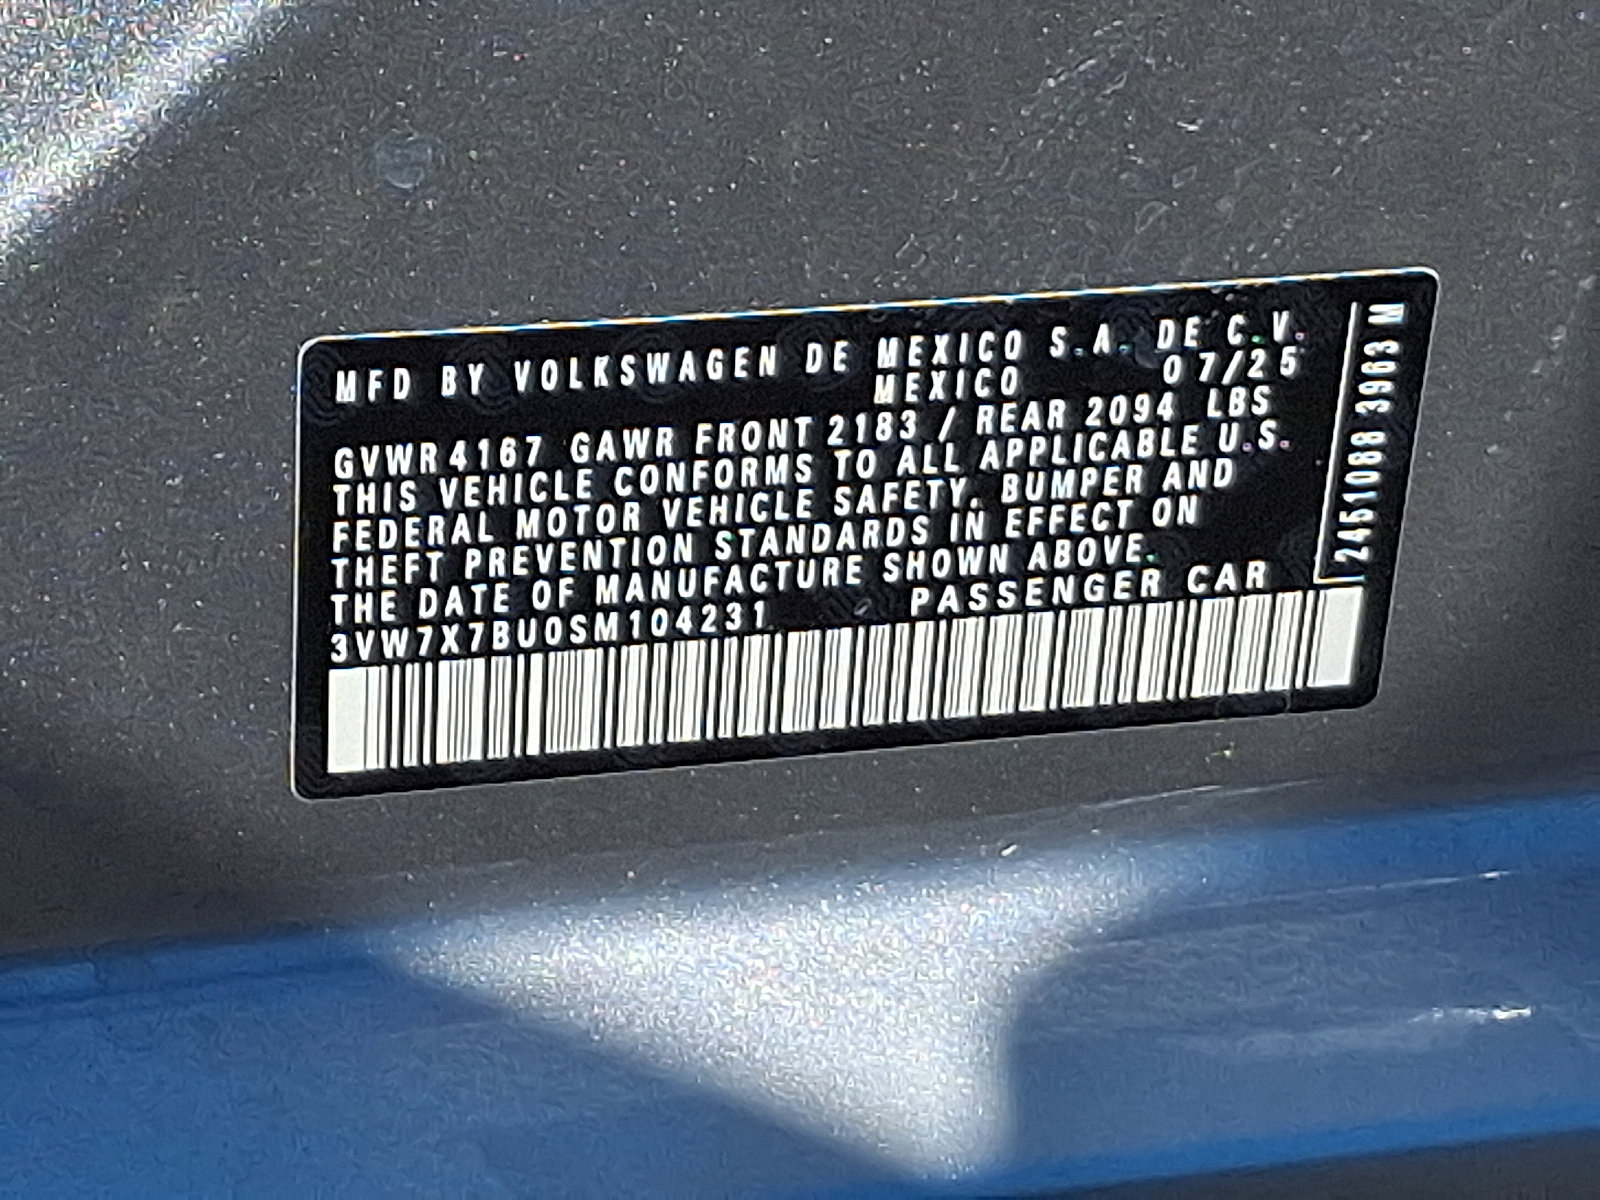 MFD BY VOLKSWAGEN DE MEXICO S.A. DE C.V.
MEXICO 07/25
GVWR 4167 GAWR FRONT 2183 / REAR 2094 LBS
THIS VEHICLE CONFORMS TO ALL APPLICABLE U.S.
FEDERAL MOTOR VEHICLE SAFETY, BUMPER AND
THEFT PREVENTION STANDARDS IN EFFECT ON
THE DATE OF MANUFACTURE SHOWN ABOVE.
3VW7X7BU0SM104231 PASSENGER CAR
2451088 3963 M